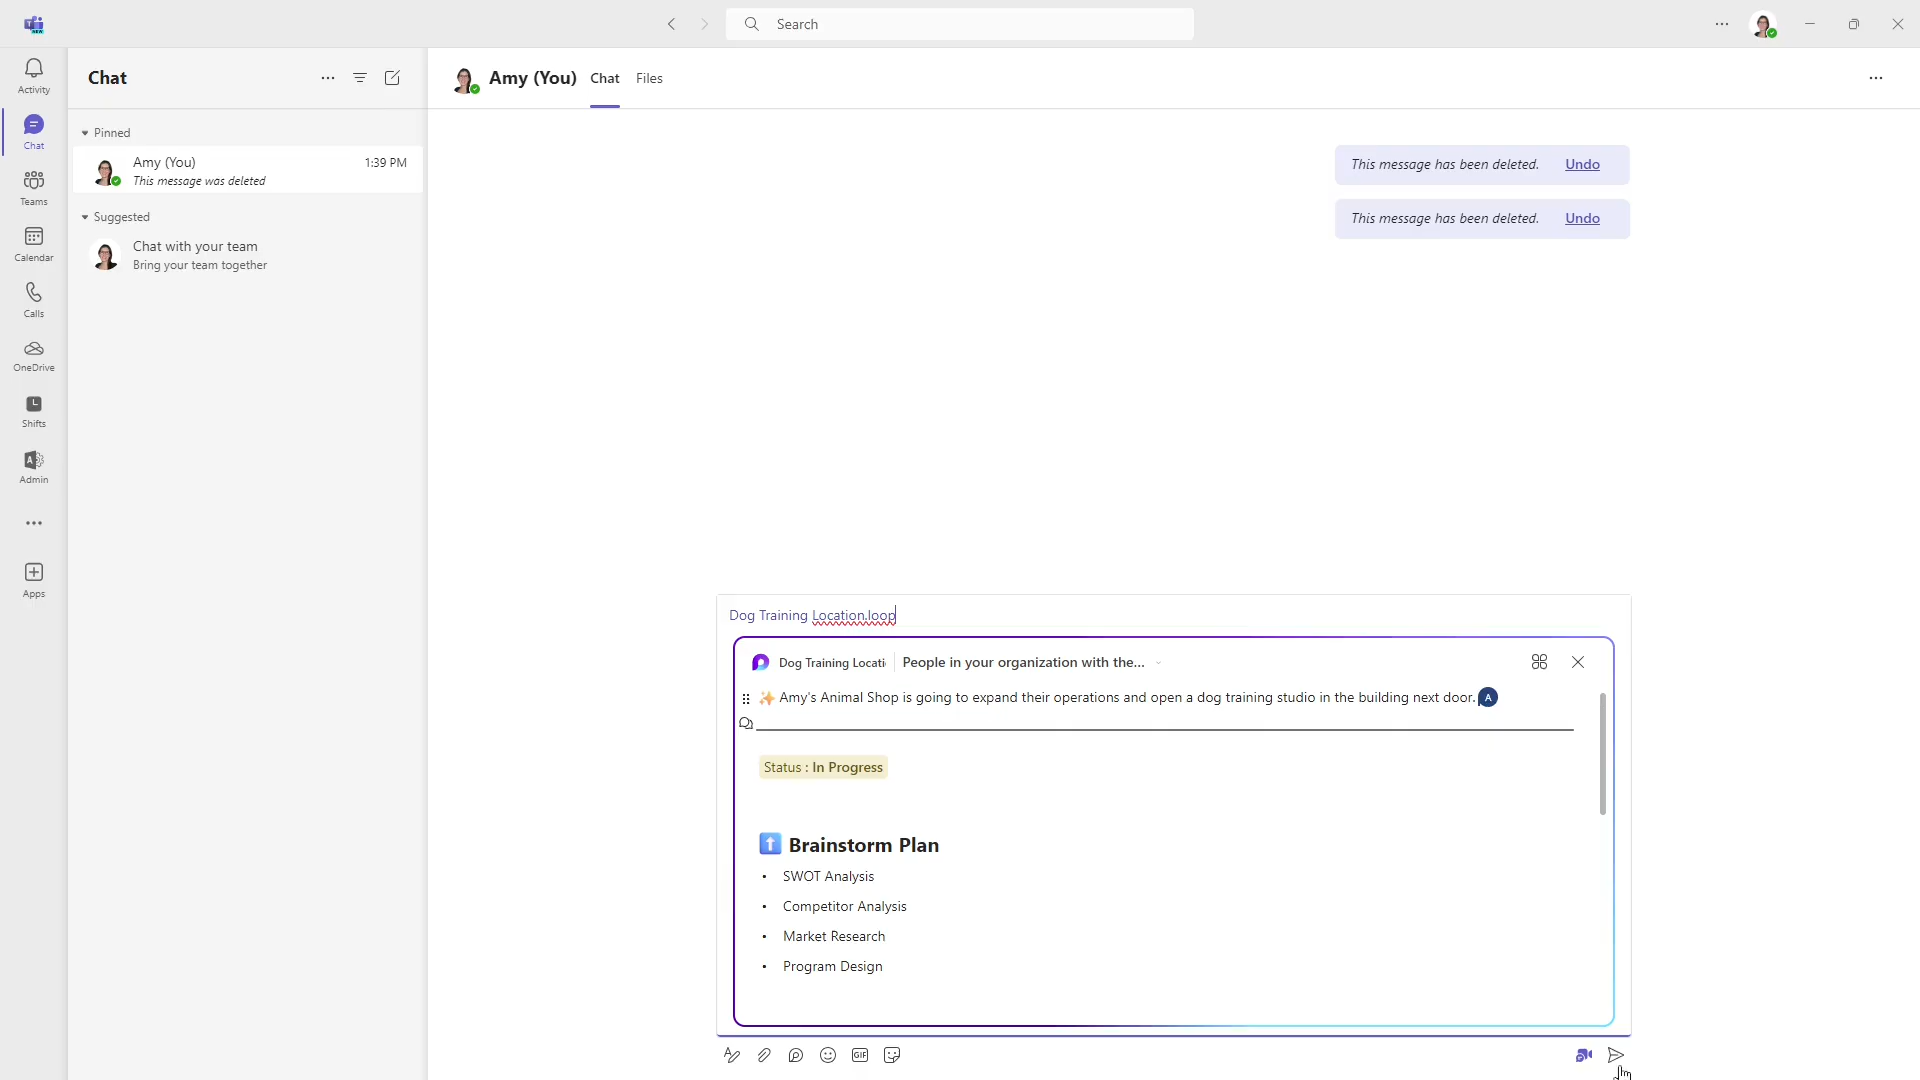 Search
Activity
Chat
Teams
Calendar
Calls
OneDrive
Shifts
Admin
Apps
Chat
Pinned
Amy (You) 1:39 PM
This message was deleted
Suggested
Chat with your team
Bring your team together
Amy (You) Chat Files
This message has been deleted. Undo
This message has been deleted. Undo
Dog Training Location.loop
Dog Training Locati People in your organization with the...
✨ Amy's Animal Shop is going to expand their operations and open a dog training studio in the building next door. A
Status : In Progress
⬆️ Brainstorm Plan
• SWOT Analysis
• Competitor Analysis
• Market Research
• Program Design
GIF